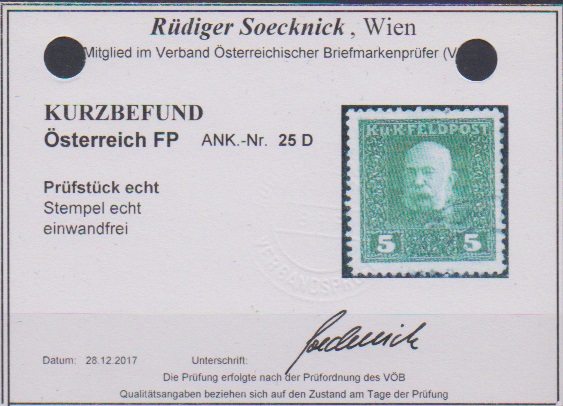 Rüdiger Soecknick, Wien
Mitglied im Verband Österreichischer Briefmarkenprüfer (V
KURZBEFUND
Österreich FP ANK.-Nr. 25 D
K.u.K. FELDPOST
5 5
Prüfstück echt
Stempel echt
einwandfrei
VERBANDSPR
Soecknick
Datum: 28.12.2017 Unterschrift:
Die Prüfung erfolgte nach der Prüfordnung des VÖB
Qualitätsangaben beziehen sich auf den Zustand am Tage der Prüfung